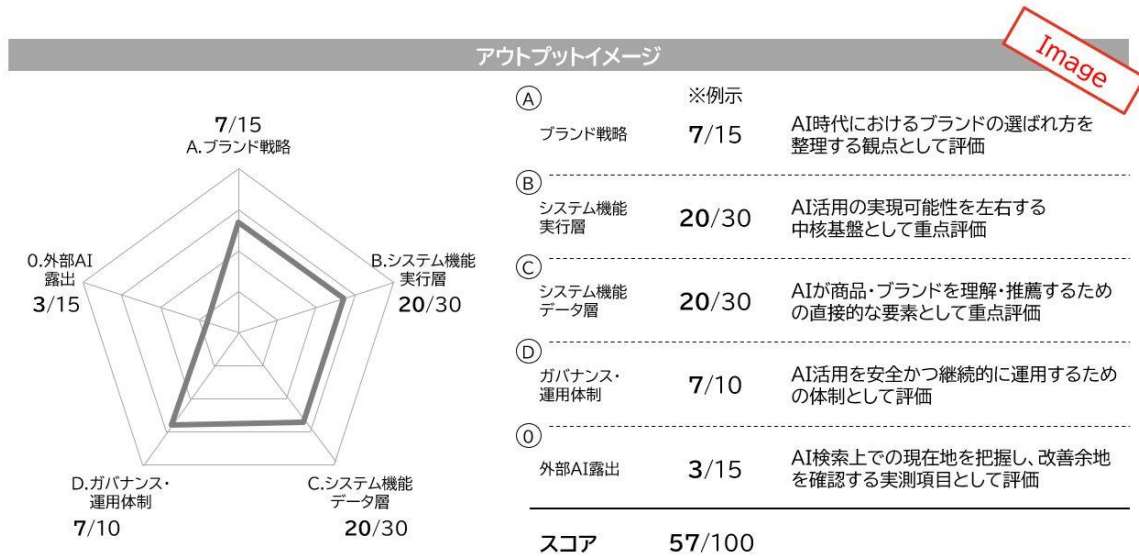 アウトプットイメージ
Image
7/15
A.ブランド戦略
0.外部AI
露出
3/15
B.システム機能
実行層
20/30
D.ガバナンス・
運用体制
7/10
C.システム機能
データ層
20/30
※例示
Ⓐ
ブランド戦略
7/15
AI時代におけるブランドの選ばれ方を
整理する観点として評価
Ⓑ
システム機能
実行層
20/30
AI活用の実現可能性を左右する
中核基盤として重点評価
Ⓒ
システム機能
データ層
20/30
AIが商品・ブランドを理解・推薦するため
の直接的な要素として重点評価
Ⓓ
ガバナンス・
運用体制
7/10
AI活用を安全かつ継続的に運用するため
の体制として評価
⓪
外部AI露出
3/15
AI検索上での現在地を把握し、改善余地
を確認する実測項目として評価
スコア
57/100